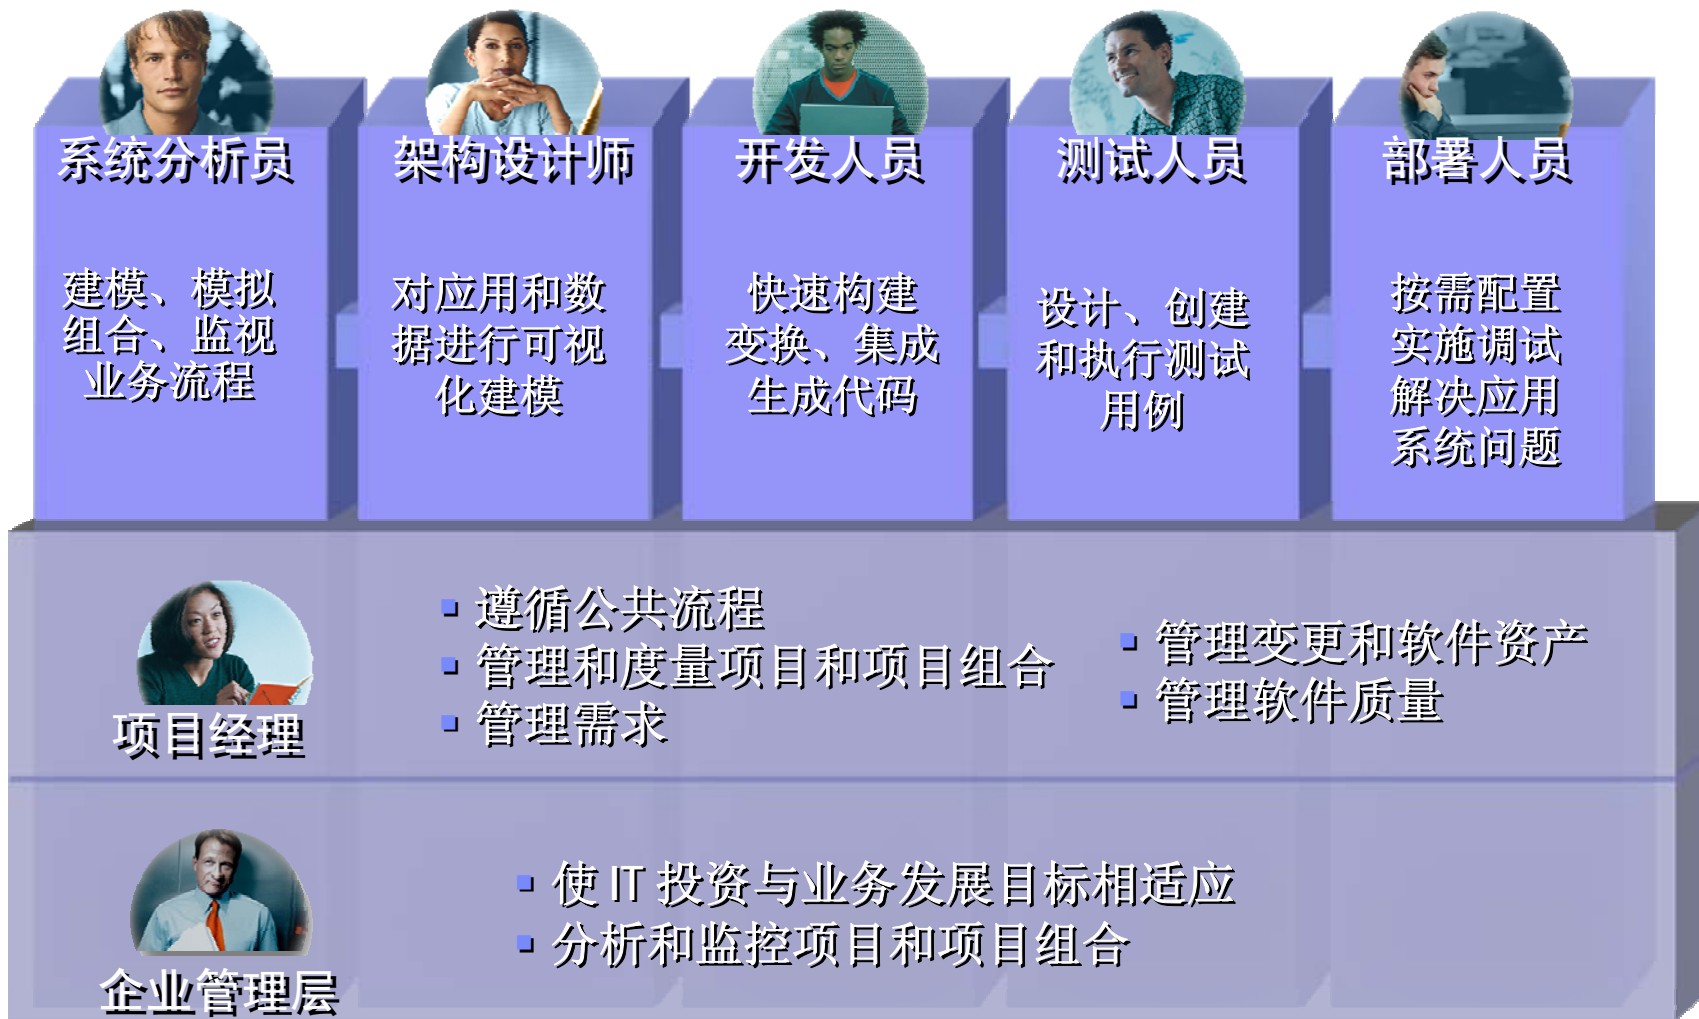 系统分析员
建模、模拟
组合、监视
业务流程
架构设计师
对应用和数
据进行可视
化建模
开发人员
快速构建
变换、集成
生成代码
测试人员
设计、创建
和执行测试
用例
部署人员
按需配置
实施调试
解决应用
系统问题
项目经理
遵循公共流程
管理和度量项目和项目组合
管理需求
管理变更和软件资产
管理软件质量
企业管理层
使IT 投资与业务发展目标相适应
分析和监控项目和项目组合